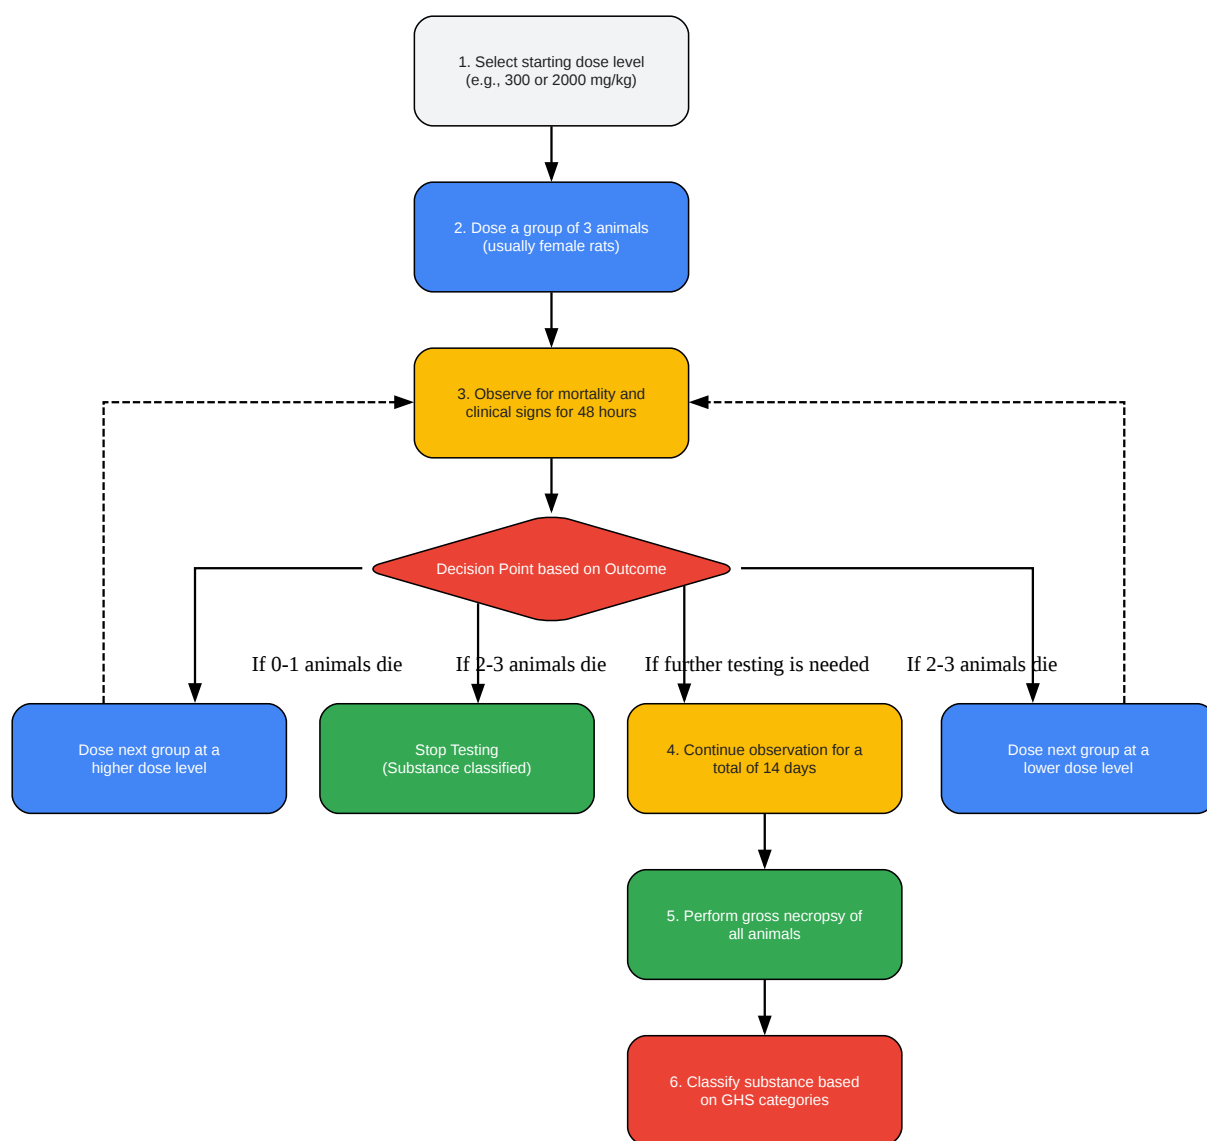 1. Select starting dose level
(e.g., 300 or 2000 mg/kg)
2. Dose a group of 3 animals
(usually female rats)
3. Observe for mortality and
clinical signs for 48 hours
Decision Point based on Outcome
If 0-1 animals die
If 2-3 animals die
If further testing is needed
If 2-3 animals die
Dose next group at a
higher dose level
Stop Testing
(Substance classified)
4. Continue observation for a
total of 14 days
Dose next group at a
lower dose level
5. Perform gross necropsy of
all animals
6. Classify substance based
on GHS categories